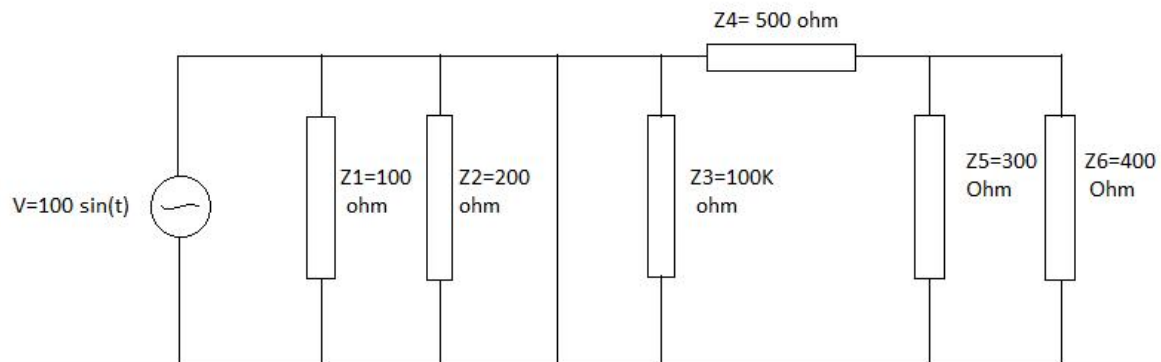 Z4= 500 ohm
V=100 sin(t)
Z1=100
ohm
Z2=200
ohm
Z3=100K
ohm
Z5=300
Ohm
Z6=400
Ohm